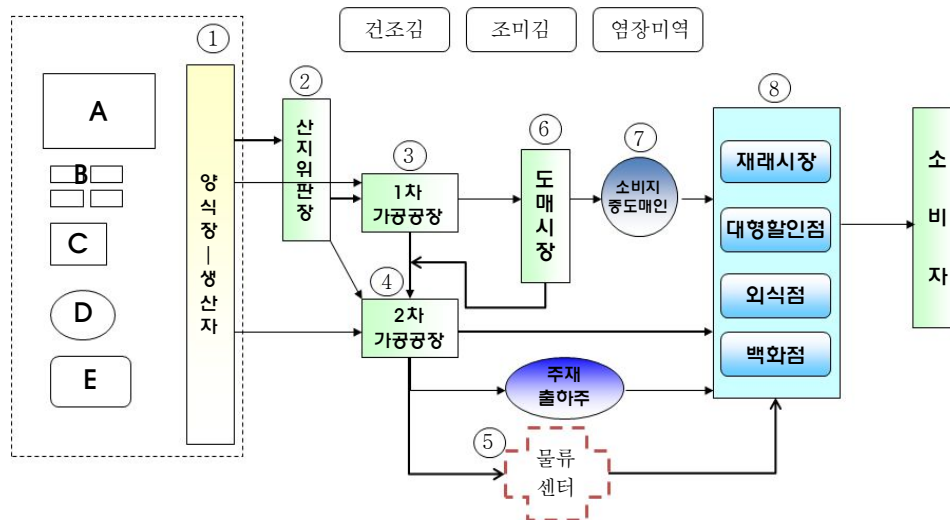 건조김
조미김
염장미역
①
A
B
C
D
E
양식장—생산자
②
산지위판장
③
1차
가공공장
④
2차
가공공장
⑥
도매시장
⑦
소비지
중도매인
주재
출하주
⑤
물류
센터
⑧
재래시장
대형할인점
외식점
백화점
소비자